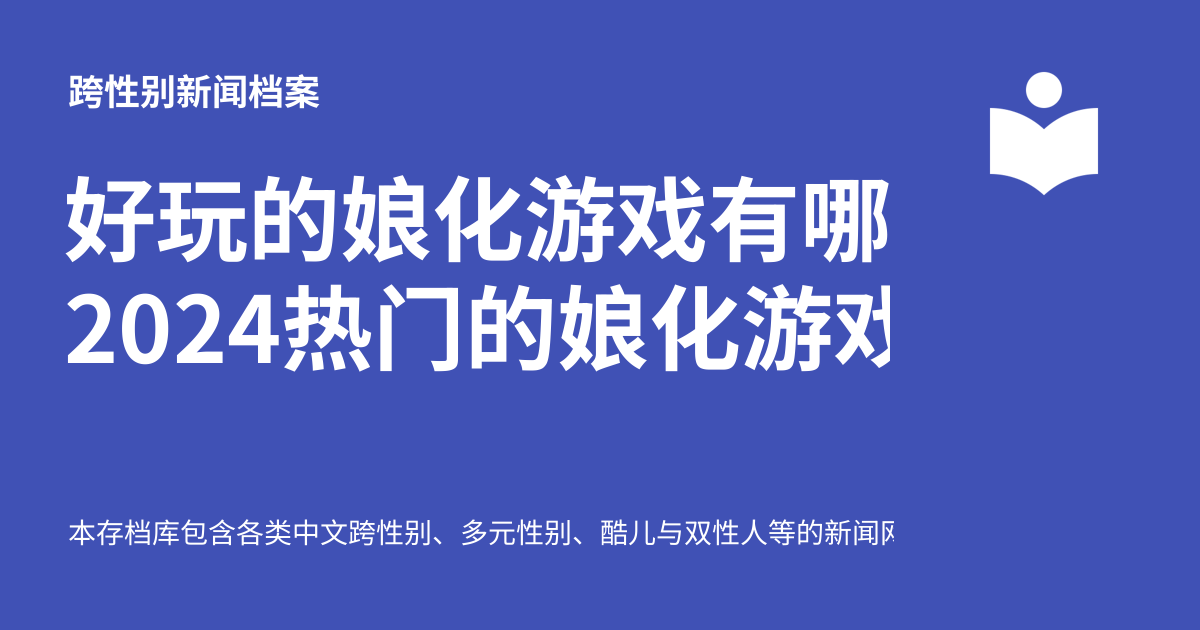 跨性别新闻档案
好玩的娘化游戏有哪
2024热门的娘化游戏
本存档库包含各类中文跨性别、多元性别、酷儿与双性人等的新闻网